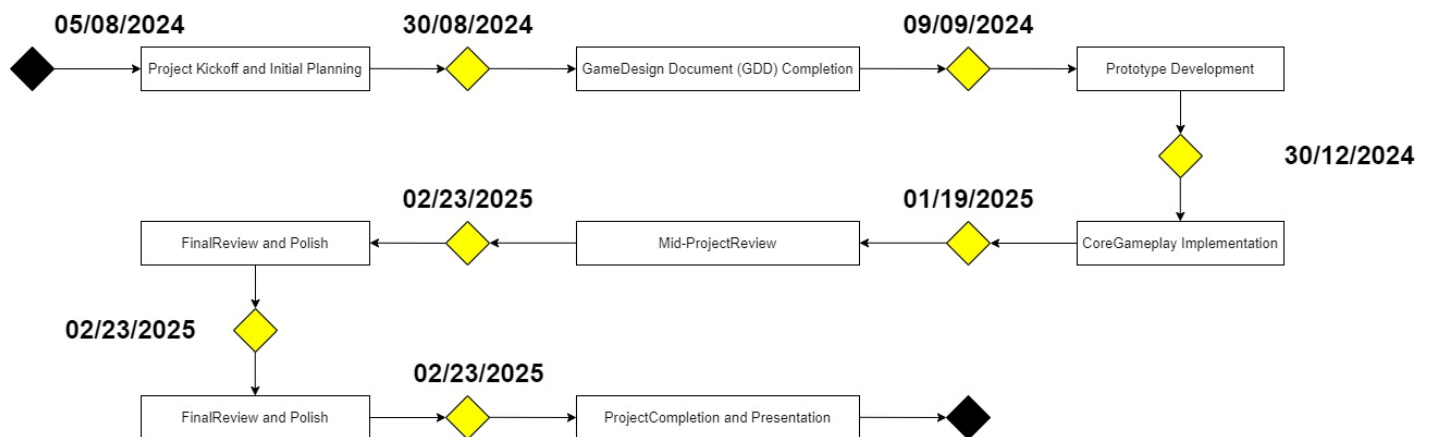 05/08/2024
30/08/2024
09/09/2024
Project Kickoff and Initial Planning
GameDesign Document (GDD) Completion
Prototype Development
30/12/2024
02/23/2025
01/19/2025
FinalReview and Polish
Mid-ProjectReview
CoreGameplay Implementation
02/23/2025
02/23/2025
FinalReview and Polish
ProjectCompletion and Presentation